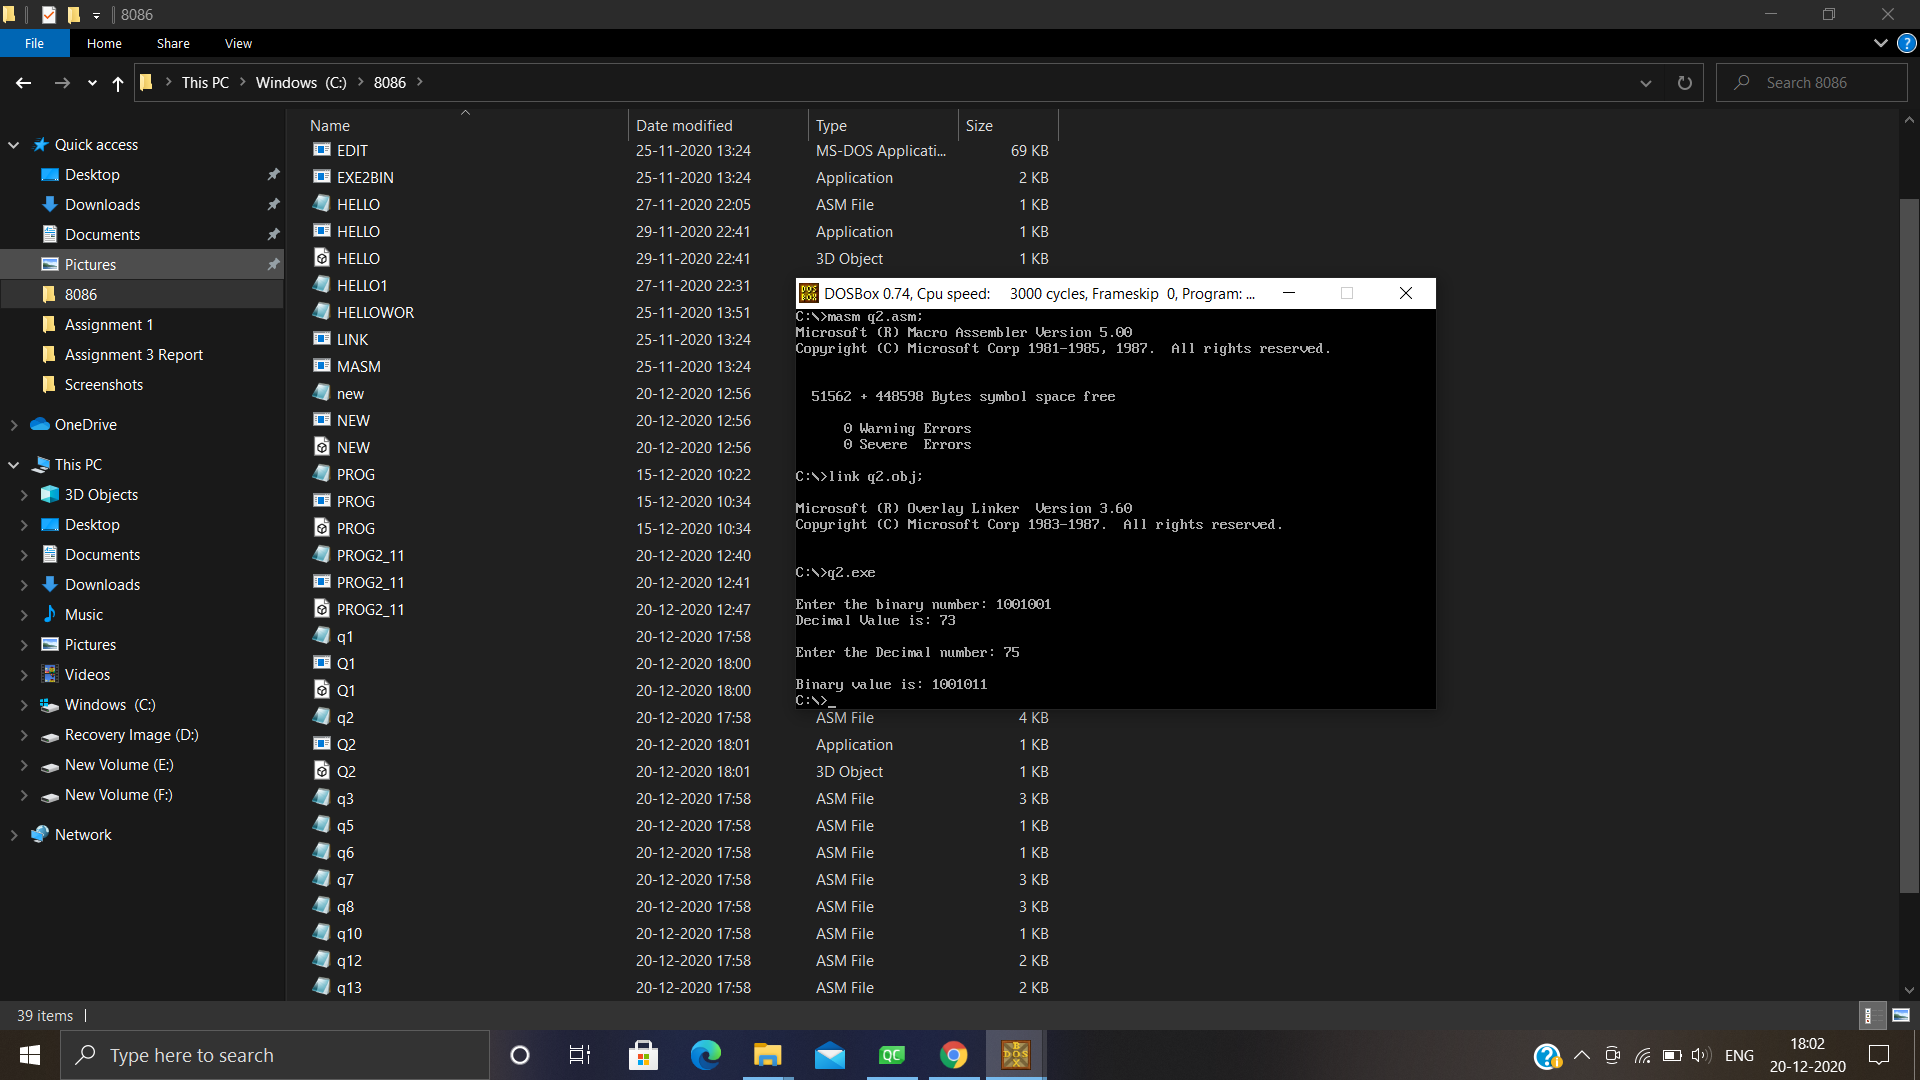 8086
File Home Share View
This PC Windows (C:) 8086
Search 8086
Name Date modified Type Size
Quick access
Desktop
Downloads
Documents
Pictures
8086
Assignment 1
Assignment 3 Report
Screenshots
OneDrive
This PC
3D Objects
Desktop
Documents
Downloads
Music
Pictures
Videos
Windows (C:)
Recovery Image (D:)
New Volume (E:)
New Volume (F:)
Network
EDIT 25-11-2020 13:24 MS-DOS Applicati... 69 KB
EXE2BIN 25-11-2020 13:24 Application 2 KB
HELLO 27-11-2020 22:05 ASM File 1 KB
HELLO 29-11-2020 22:41 Application 1 KB
HELLO 29-11-2020 22:41 3D Object 1 KB
HELLO1 27-11-2020 22:31
HELLOWOR 25-11-2020 13:51
LINK 25-11-2020 13:24
MASM 25-11-2020 13:24
new 20-12-2020 12:56
NEW 20-12-2020 12:56
NEW 20-12-2020 12:56
PROG 15-12-2020 10:22
PROG 15-12-2020 10:34
PROG 15-12-2020 10:34
PROG2_11 20-12-2020 12:40
PROG2_11 20-12-2020 12:41
PROG2_11 20-12-2020 12:47
q1 20-12-2020 17:58
Q1 20-12-2020 18:00
Q1 20-12-2020 18:00
q2 20-12-2020 17:58 ASM File 4 KB
Q2 20-12-2020 18:01 Application 1 KB
Q2 20-12-2020 18:01 3D Object 1 KB
q3 20-12-2020 17:58 ASM File 3 KB
q5 20-12-2020 17:58 ASM File 1 KB
q6 20-12-2020 17:58 ASM File 1 KB
q7 20-12-2020 17:58 ASM File 3 KB
q8 20-12-2020 17:58 ASM File 3 KB
q10 20-12-2020 17:58 ASM File 1 KB
q12 20-12-2020 17:58 ASM File 2 KB
q13 20-12-2020 17:58 ASM File 2 KB
DOSBox 0.74, Cpu speed: 3000 cycles, Frameskip 0, Program: ...
C:\>masm q2.asm;
Microsoft (R) Macro Assembler Version 5.00
Copyright (C) Microsoft Corp 1981-1985, 1987. All rights reserved.
51562 + 448598 Bytes symbol space free
0 Warning Errors
0 Severe Errors
C:\>link q2.obj;
Microsoft (R) Overlay Linker Version 3.60
Copyright (C) Microsoft Corp 1983-1987. All rights reserved.
C:\>q2.exe
Enter the binary number: 1001001
Decimal Value is: 73
Enter the Decimal number: 75
Binary value is: 1001011
C:\>_
39 items
Type here to search
QC
DOS BOX
ENG
18:02
20-12-2020